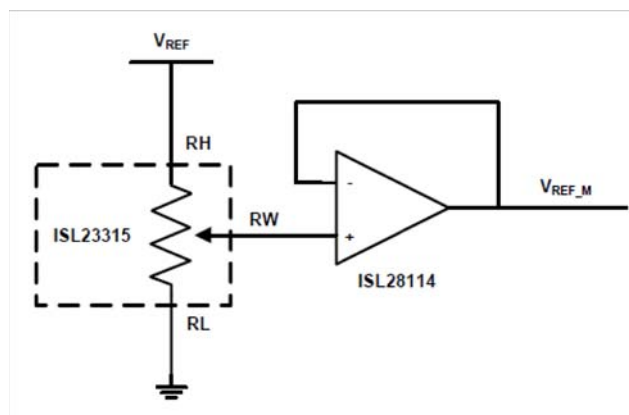 VREF
RH
ISL23315
RW
RL
-
+
ISL28114
VREF_M